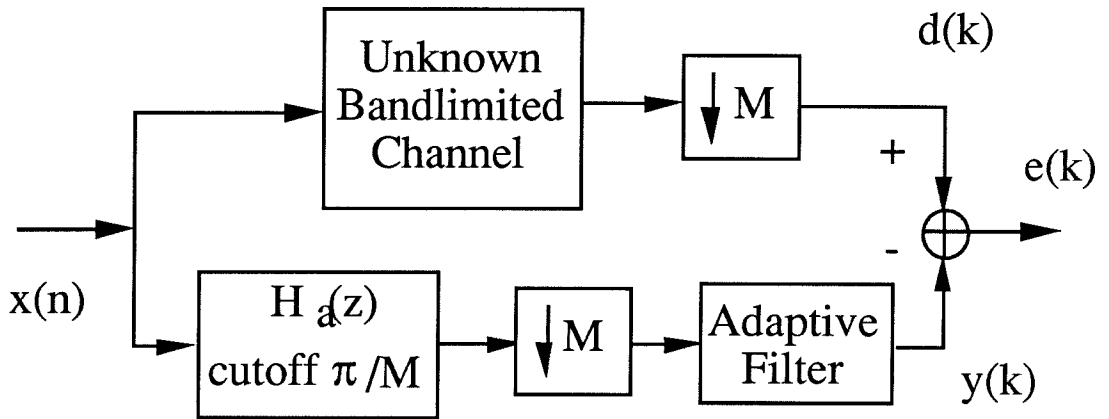 d(k)
Unknown
Bandlimited
Channel
M
+
e(k)
-
x(n)
H a(z)
cutoff π /M
M
Adaptive
Filter
y(k)